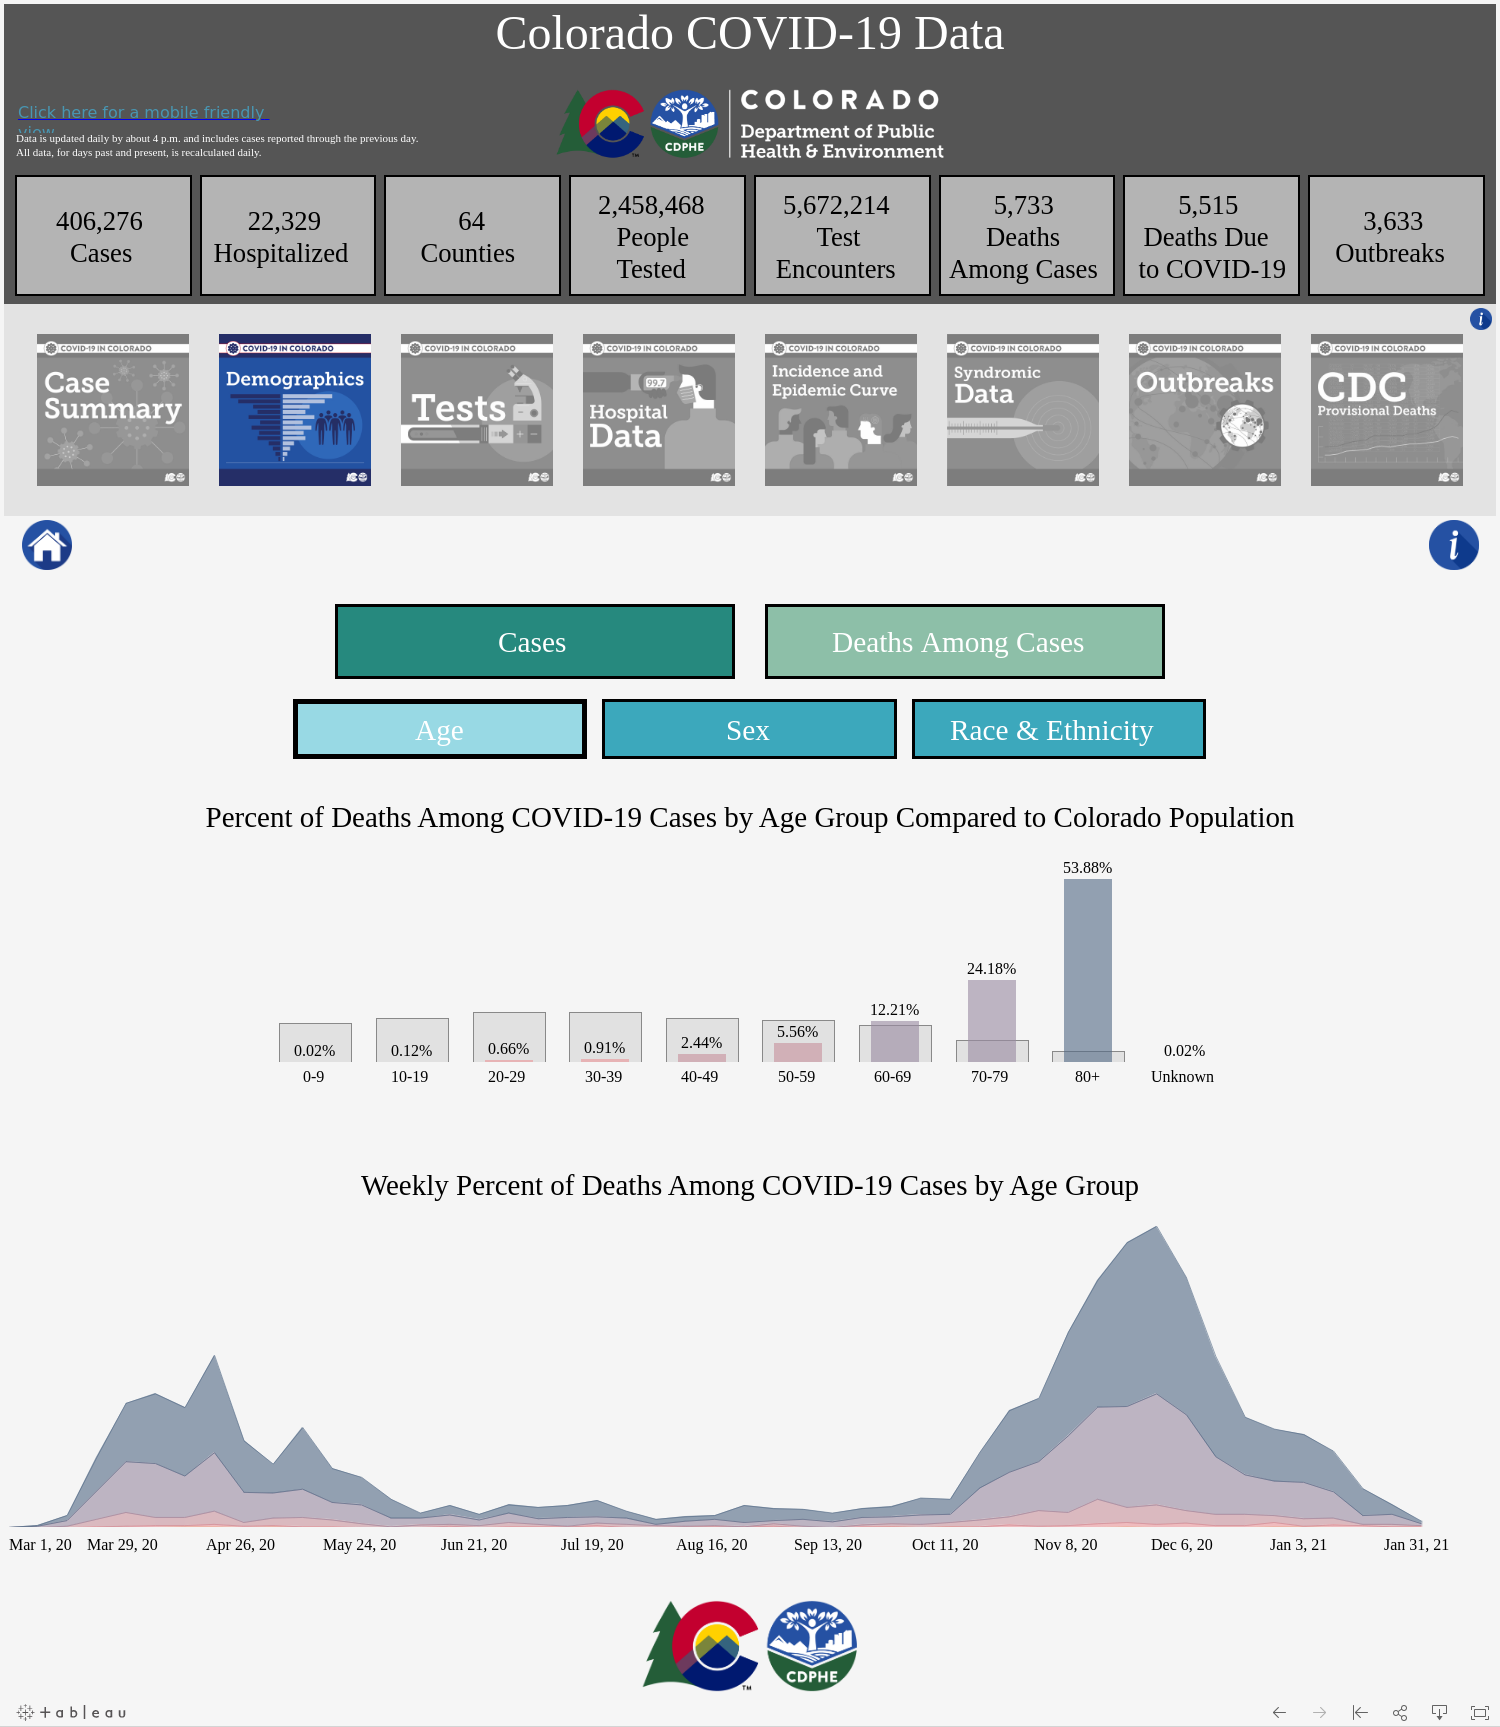 Colorado COVID-19 Data
Click here for a mobile friendly
view
Data is updated daily by about 4 p.m. and includes cases reported through the previous day.
All data, for days past and present, is recalculated daily.
COLORADO
Department of Public
Health & Environment
CDPHE
TM
406,276
Cases
22,329
Hospitalized
64
Counties
2,458,468
People
Tested
5,672,214
Test
Encounters
5,733
Deaths
Among Cases
5,515
Deaths Due
to COVID-19
3,633
Outbreaks
i
COVID-19 IN COLORADO
Case
Summary
COVID-19 IN COLORADO
Demographics
COVID-19 IN COLORADO
Tests
COVID-19 IN COLORADO
99.7
Hospital
Data
COVID-19 IN COLORADO
Incidence and
Epidemic Curve
COVID-19 IN COLORADO
Syndromic
Data
COVID-19 IN COLORADO
Outbreaks
COVID-19 IN COLORADO
CDC
Provisional Deaths
i
Cases
Deaths Among Cases
Age
Sex
Race & Ethnicity
Percent of Deaths Among COVID-19 Cases by Age Group Compared to Colorado Population
0.02% 0.12% 0.66% 0.91% 2.44% 5.56% 12.21% 24.18% 53.88% 0.02%
0-9 10-19 20-29 30-39 40-49 50-59 60-69 70-79 80+ Unknown
Weekly Percent of Deaths Among COVID-19 Cases by Age Group
Mar 1, 20 Mar 29, 20 Apr 26, 20 May 24, 20 Jun 21, 20 Jul 19, 20 Aug 16, 20 Sep 13, 20 Oct 11, 20 Nov 8, 20 Dec 6, 20 Jan 3, 21 Jan 31, 21
TM
CDPHE
+ableau